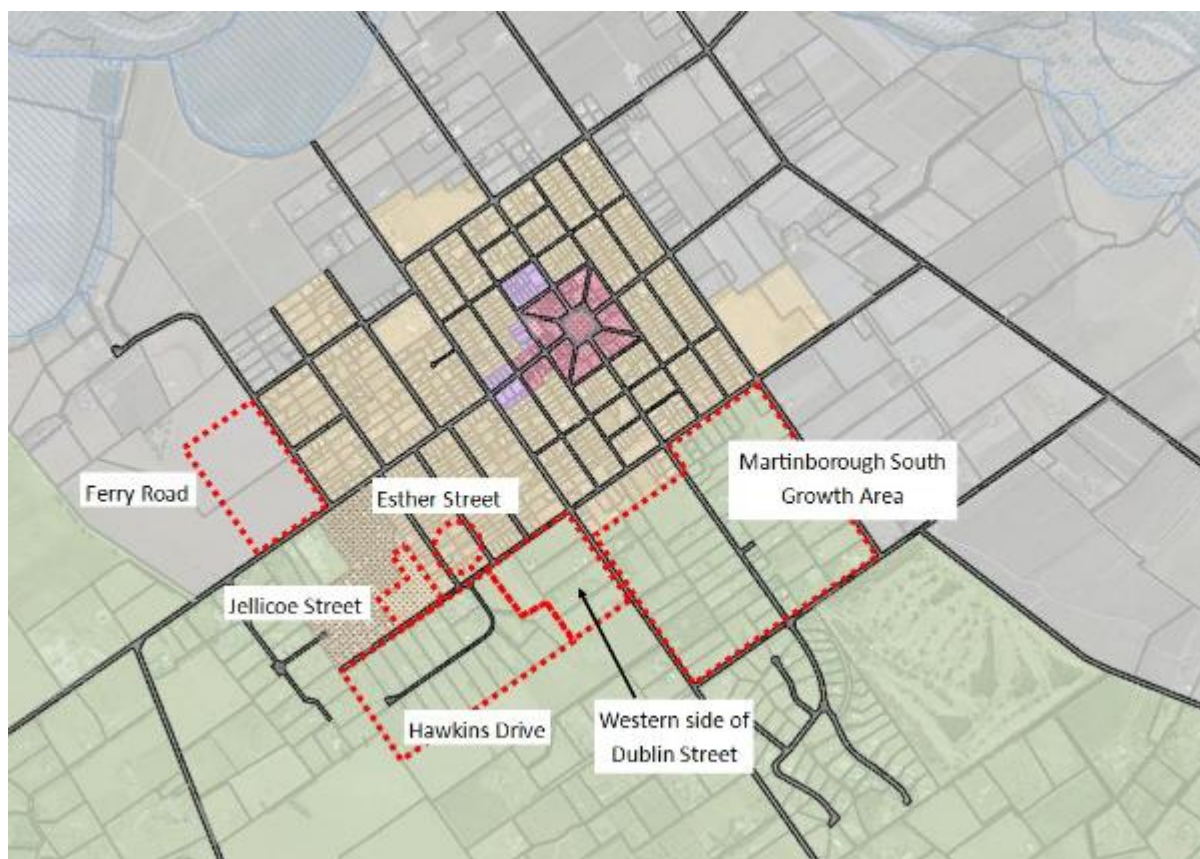 Martinborough South
Growth Area
Ferry Road
Esther Street
Jellicoe Street
Hawkins Drive
Western side of
Dublin Street